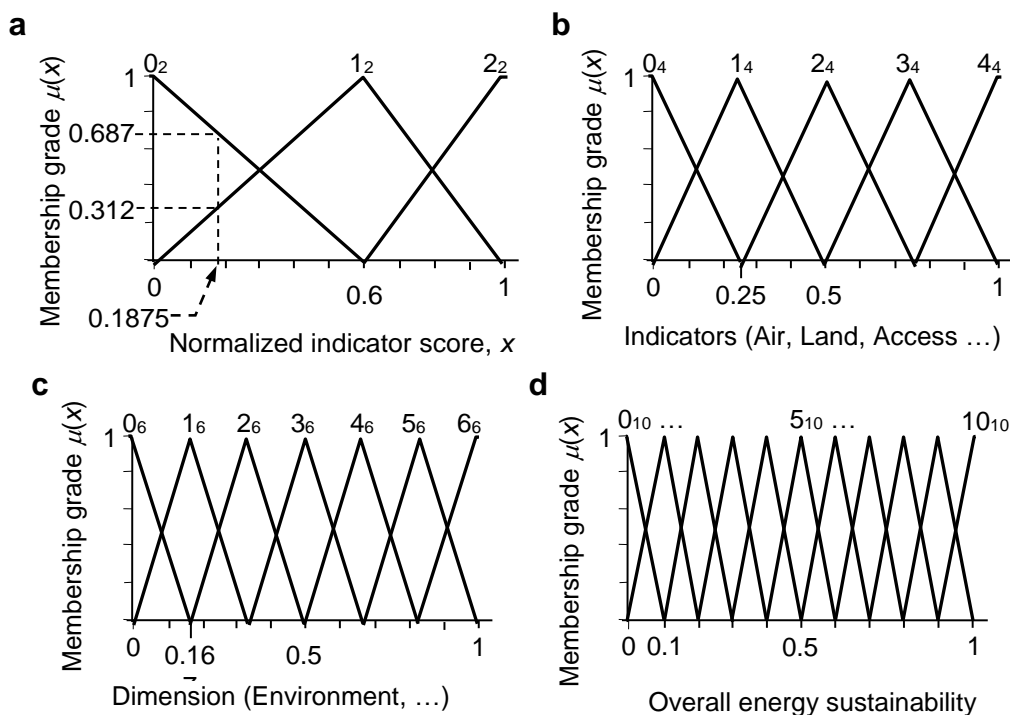 a
Membership grade μ(x)
0₂ 1₂ 2₂
1
0.687
0.312
0 0.6 1
0.1875
Normalized indicator score, x
b
Membership grade μ(x)
0₄ 1₄ 2₄ 3₄ 4₄
1
0 0.25 0.5 1
Indicators (Air, Land, Access ...)
c
Membership grade μ(x)
0₆ 1₆ 2₆ 3₆ 4₆ 5₆ 6₆
1
0 0.16 0.5 1
Dimension (Environment, ...)
d
Membership grade μ(x)
0₁₀ ... 5₁₀ ... 10₁₀
1
0 0.1 0.5 1
Overall energy sustainability